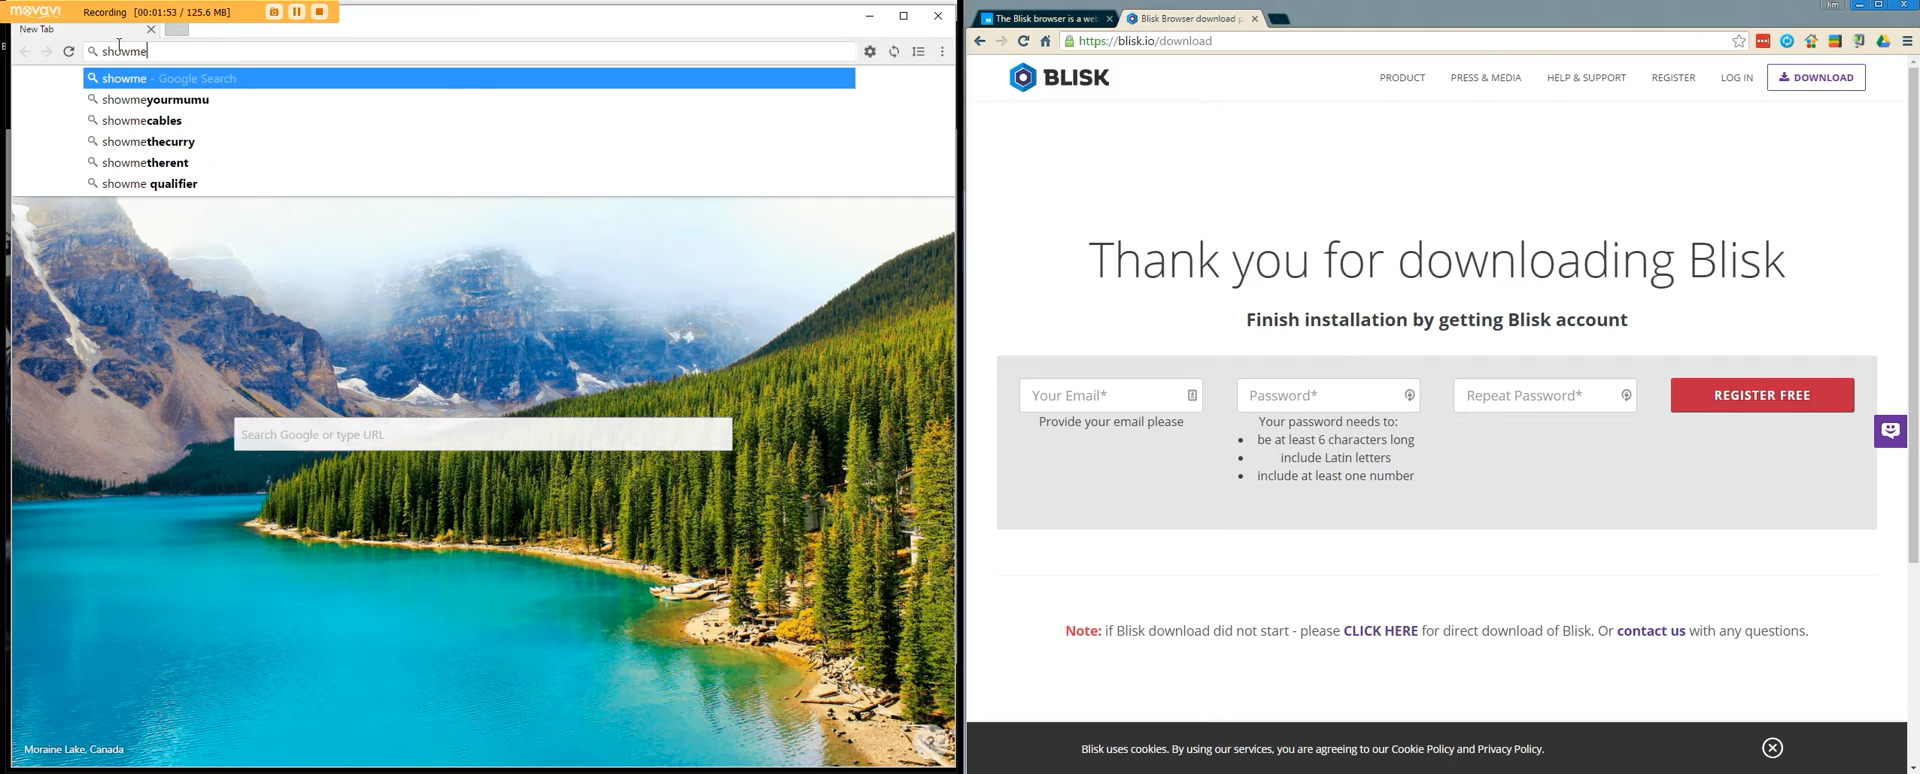 movavi Recording [00:01:53 / 125.6 MB]
New Tab
showme
showme - Google Search
showmeyourmumu
showmecables
showmethecurry
showmetherent
showme qualifier
Search Google or type URL
Moraine Lake, Canada
The Blisk browser is a we
Blisk Browser download p
Jim
https://blisk.io/download
BLISK
PRODUCT PRESS & MEDIA HELP & SUPPORT REGISTER LOG IN DOWNLOAD
Thank you for downloading Blisk
Finish installation by getting Blisk account
Your Email* Password* Repeat Password* REGISTER FREE
Provide your email please
Your password needs to:
be at least 6 characters long
include Latin letters
include at least one number
Note: if Blisk download did not start - please CLICK HERE for direct download of Blisk. Or contact us with any questions.
Blisk uses cookies. By using our services, you are agreeing to our Cookie Policy and Privacy Policy.